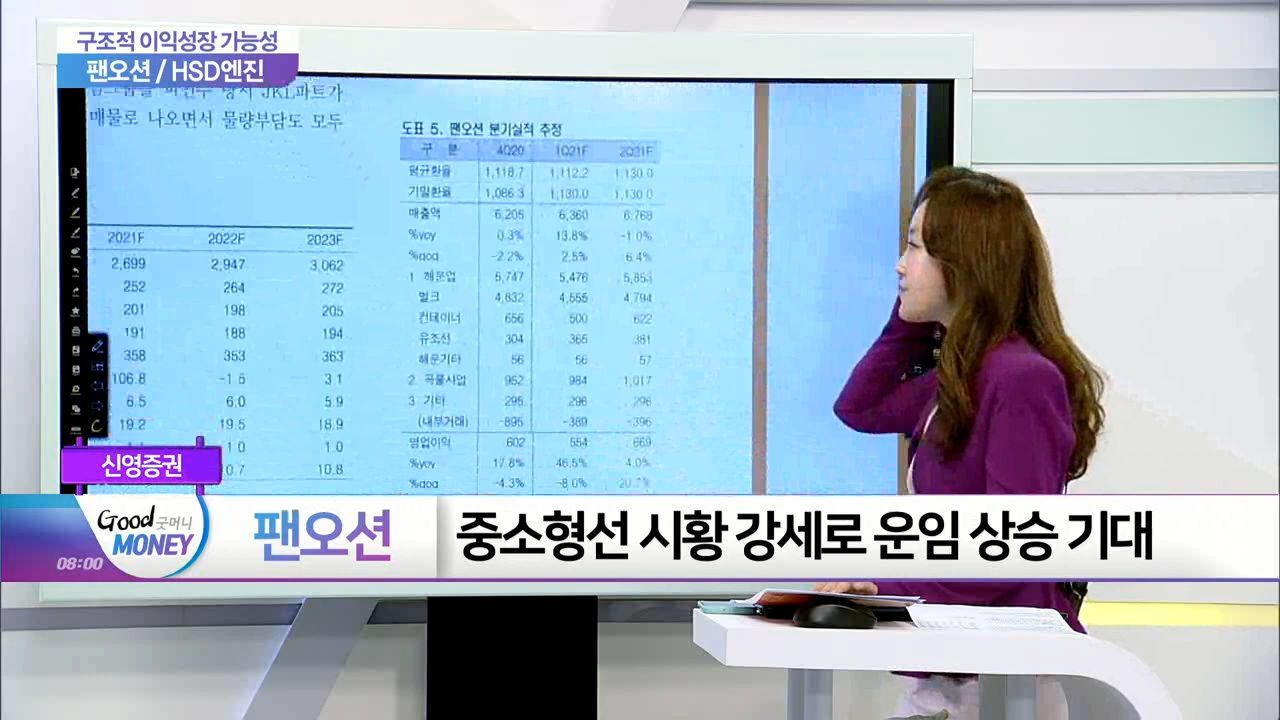 구조적 이익성장 가능성
팬오션 / HSD엔진
매물로 나오면서 물량부담도 모두
2021F 2022F 2023F
2,699 2,947 3,062
252 264 272
201 198 205
191 188 194
358 353 363
106.8 -1.5 3.1
6.5 6.0 5.9
19.2 19.5 18.9
1.0 1.0
10.8
도표 5. 팬오션 분기실적 추정
구 분 4Q20 1Q21F 2Q21F
평균환율 1,118.7 1,112.2 1,130.0
기말환율 1,086.3 1,130.0 1,130.0
매출액 6,205 6,360 6,768
%yoy 0.3% 13.8% -1.0%
%qoq -2.2% 2.5% 6.4%
1. 해운업 5,747 5,476 5,853
벌크 4,832 4,555 4,794
컨테이너 656 500 622
유조선 304 365 381
해운기타 56 56 57
2. 곡물사업 952 984 1,017
3. 기타 295 296 296
(내부거래) -895 -389 -396
영업이익 602 554 669
%yoy 17.8% 46.5% 4.0%
%qoq -4.3% -8.0%
신영증권
Good 굿머니
MONEY
08:00
팬오션
중소형선 시황 강세로 운임 상승 기대